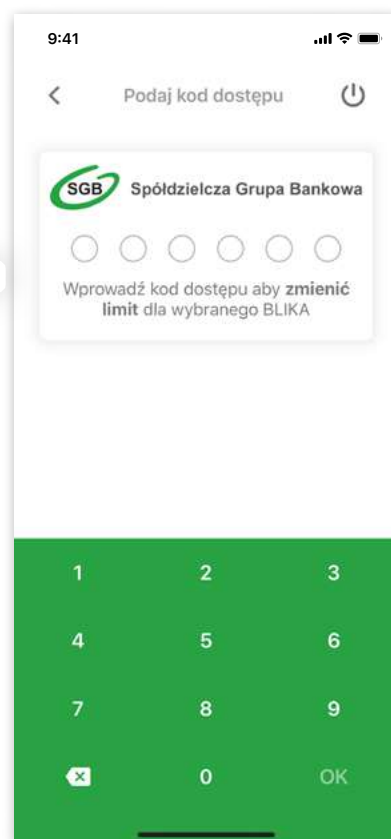 9:41
Podaj kod dostępu
SGB Spółdzielcza Grupa Bankowa
Wprowadź kod dostępu aby zmienić
limit dla wybranego BLIKA
1 2 3
4 5 6
7 8 9
0 OK